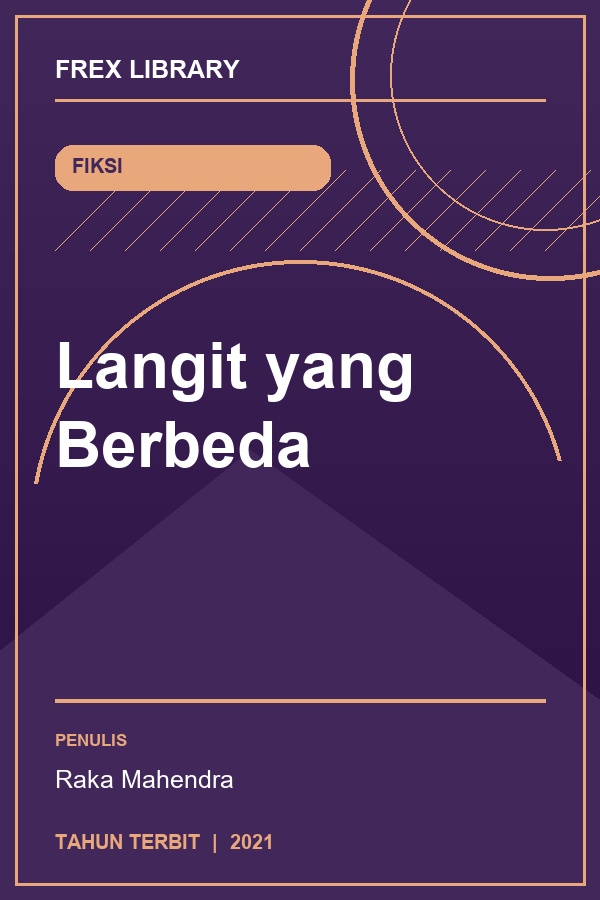 FREX LIBRARY
FIKSI
Langit yang
Berbeda
PENULIS
Raka Mahendra
TAHUN TERBIT | 2021